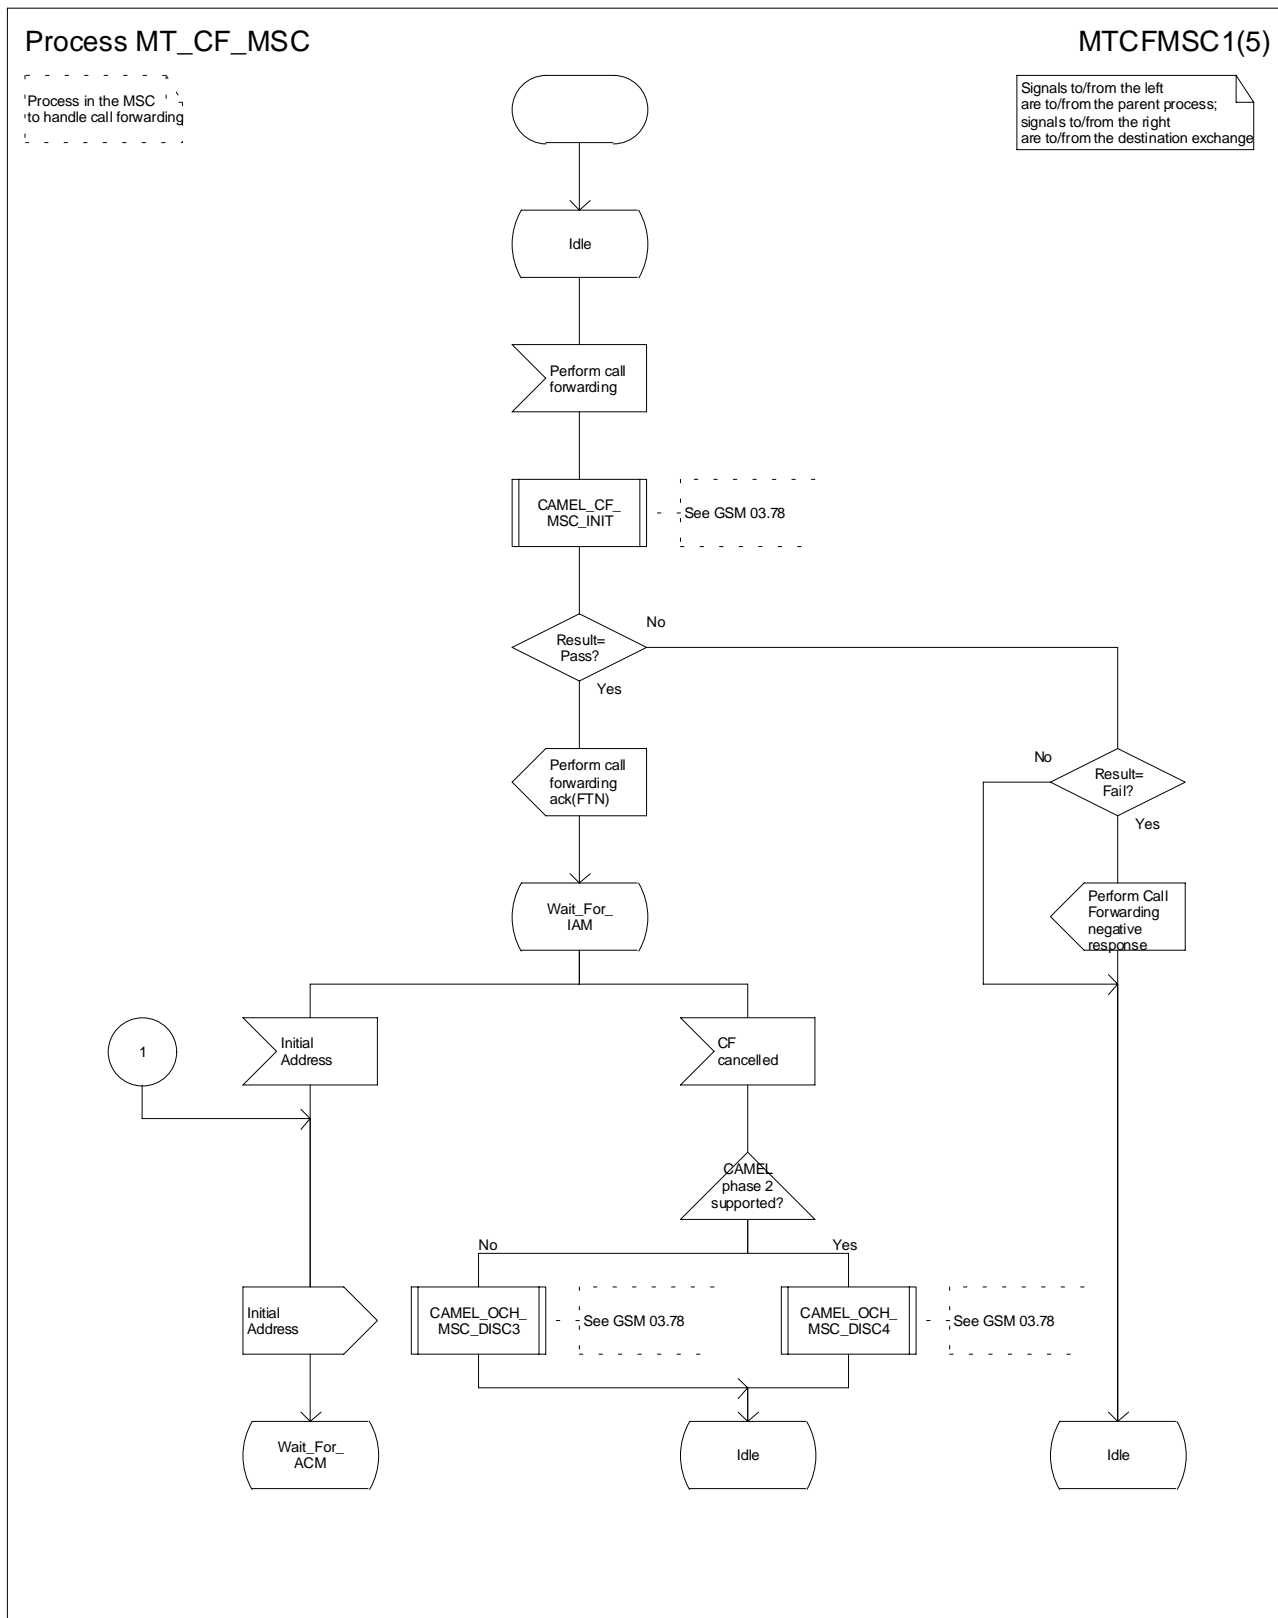 Process MT_CF_MSC
MTCFMSC1(5)
Process in the MSC
to handle call forwarding
Signals to/from the left
are to/from the parent process;
signals to/from the right
are to/from the destination exchange
Idle
Perform call
forwarding
CAMEL_CF_
MSC_INIT
See GSM 03.78
Result=
Pass?
No
Yes
Perform call
forwarding
ack(FTN)
No
Result=
Fail?
Yes
Wait_For_
IAM
Perform Call
Forwarding
negative
response
1
Initial
Address
CF
cancelled
CAMEL
phase 2
supported?
No
Yes
Initial
Address
CAMEL_OCH_
MSC_DISC3
See GSM 03.78
CAMEL_OCH_
MSC_DISC4
See GSM 03.78
Wait_For_
ACM
Idle
Idle